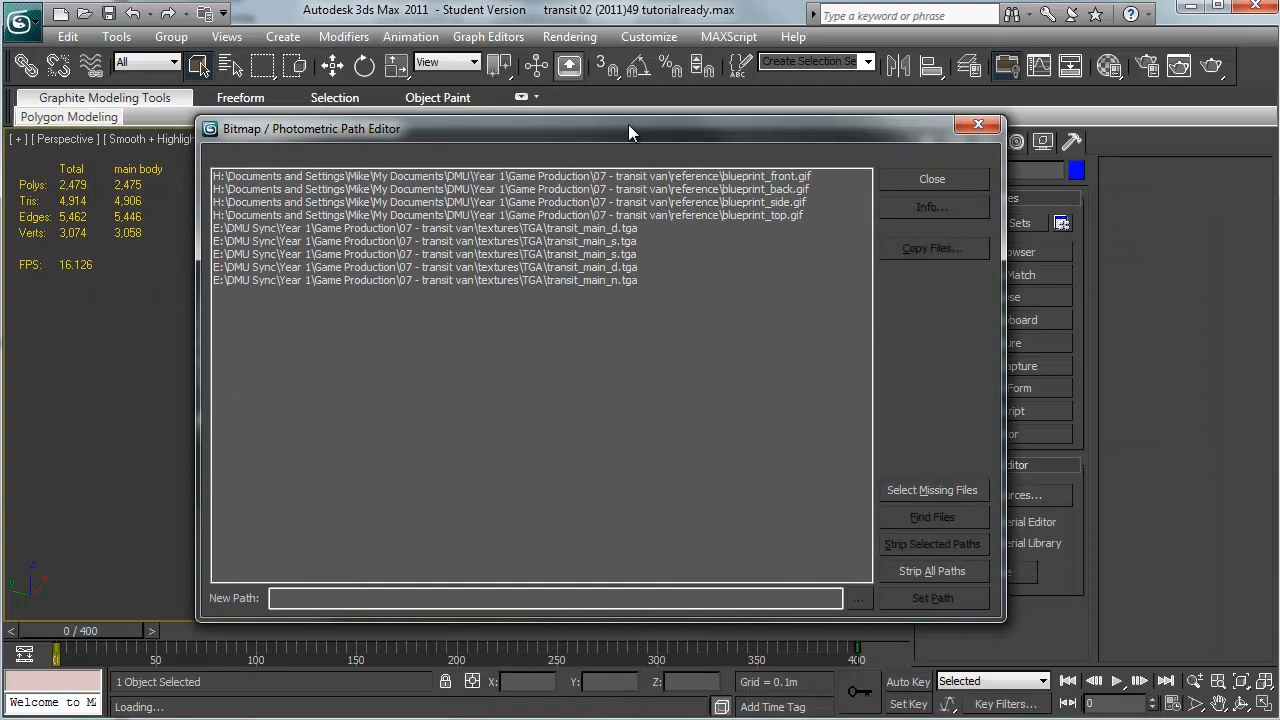 Autodesk 3ds Max 2011 - Student Version transit 02 (2011)49 tutorialready.max
Type a keyword or phrase
Edit Tools Group Views Create Modifiers Animation Graph Editors Rendering Customize MAXScript Help
All View Create Selection Se
Graphite Modeling Tools Freeform Selection Object Paint
Polygon Modeling
[ + ] [ Perspective ] [ Smooth + Highlig
Bitmap / Photometric Path Editor
Total main body
Polys: 2,479 2,475
Tris: 4,914 4,906
Edges: 5,462 5,446
Verts: 3,074 3,058
FPS: 16.126
H:\Documents and Settings\Mike\My Documents\DMU\Year 1\Game Production\07 - transit van\reference\blueprint_front.gif
H:\Documents and Settings\Mike\My Documents\DMU\Year 1\Game Production\07 - transit van\reference\blueprint_back.gif
H:\Documents and Settings\Mike\My Documents\DMU\Year 1\Game Production\07 - transit van\reference\blueprint_side.gif
H:\Documents and Settings\Mike\My Documents\DMU\Year 1\Game Production\07 - transit van\reference\blueprint_top.gif
E:\DMU Sync\Year 1\Game Production\07 - transit van\textures\TGA\transit_main_d.tga
E:\DMU Sync\Year 1\Game Production\07 - transit van\textures\TGA\transit_main_s.tga
E:\DMU Sync\Year 1\Game Production\07 - transit van\textures\TGA\transit_main_s.tga
E:\DMU Sync\Year 1\Game Production\07 - transit van\textures\TGA\transit_main_d.tga
E:\DMU Sync\Year 1\Game Production\07 - transit van\textures\TGA\transit_main_n.tga
Close
Info...
Copy Files...
Select Missing Files
Find Files
Strip Selected Paths
Strip All Paths
New Path: ... Set Path
es
Sets
owser
Match
se
board
ure
apture
Form
ript
or
ditor
urces...
erial Editor
erial Library
e
x
y
z
< 0 / 400 >
0 50 100 150 200 250 300 350 400
1 Object Selected X: Y: Z: Grid = 0.1m Auto Key Selected
Welcome to MA Loading... Add Time Tag Set Key Key Filters... 0